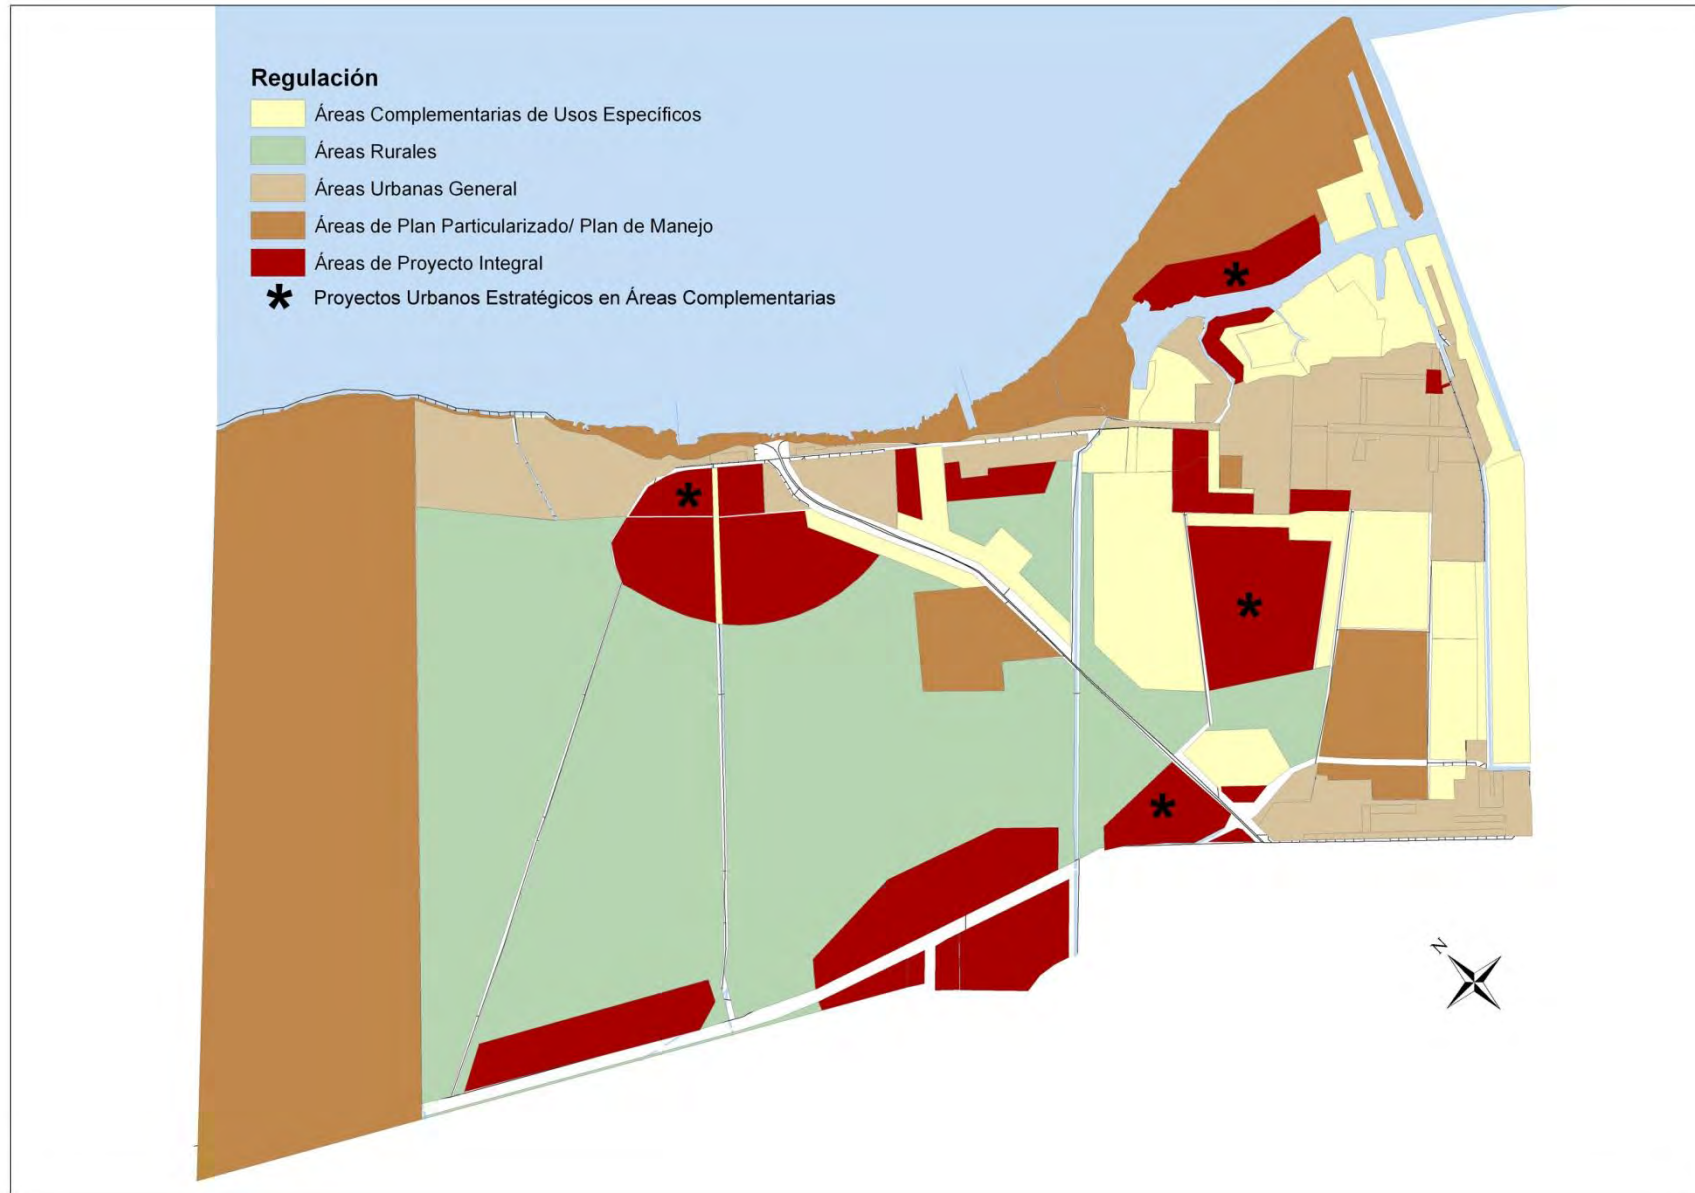 Regulación
Áreas Complementarias de Usos Específicos
Áreas Rurales
Áreas Urbanas General
Áreas de Plan Particularizado/ Plan de Manejo
Áreas de Proyecto Integral
* Proyectos Urbanos Estratégicos en Áreas Complementarias
*
*
*
*
N